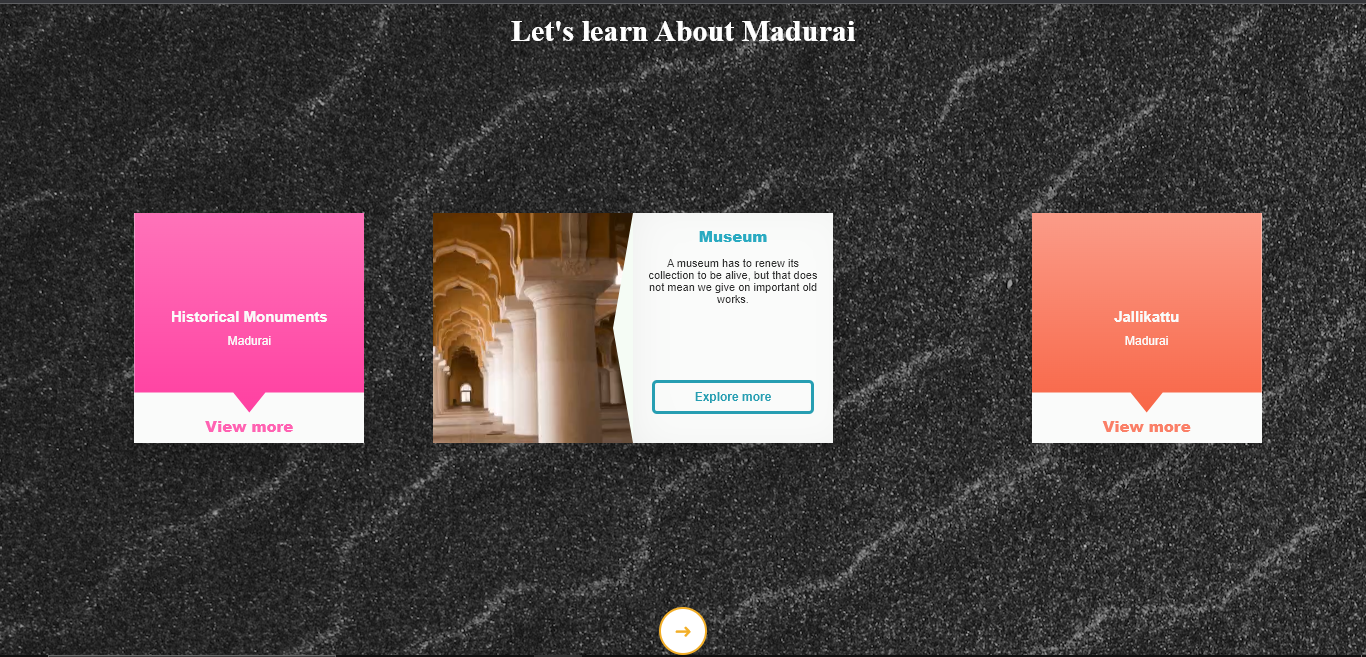 Let's learn About Madurai
Historical Monuments
Madurai
View more
Museum
A museum has to renew its
collection to be alive, but that does
not mean we give on important old
works.
Explore more
Jallikattu
Madurai
View more